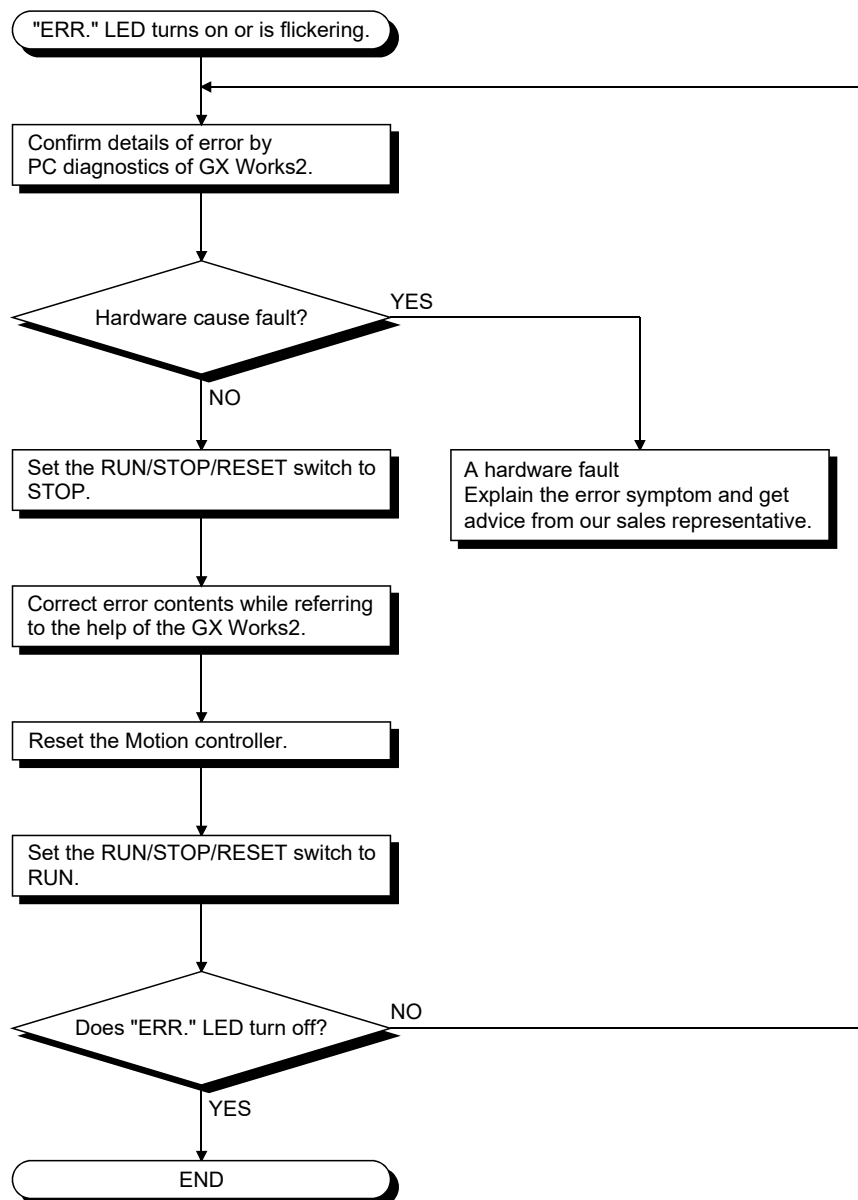 "ERR." LED turns on or is flickering.
Confirm details of error by
PC diagnostics of GX Works2.
Hardware cause fault?
YES
NO
Set the RUN/STOP/RESET switch to
STOP.
A hardware fault
Explain the error symptom and get
advice from our sales representative.
Correct error contents while referring
to the help of the GX Works2.
Reset the Motion controller.
Set the RUN/STOP/RESET switch to
RUN.
Does "ERR." LED turn off?
NO
YES
END